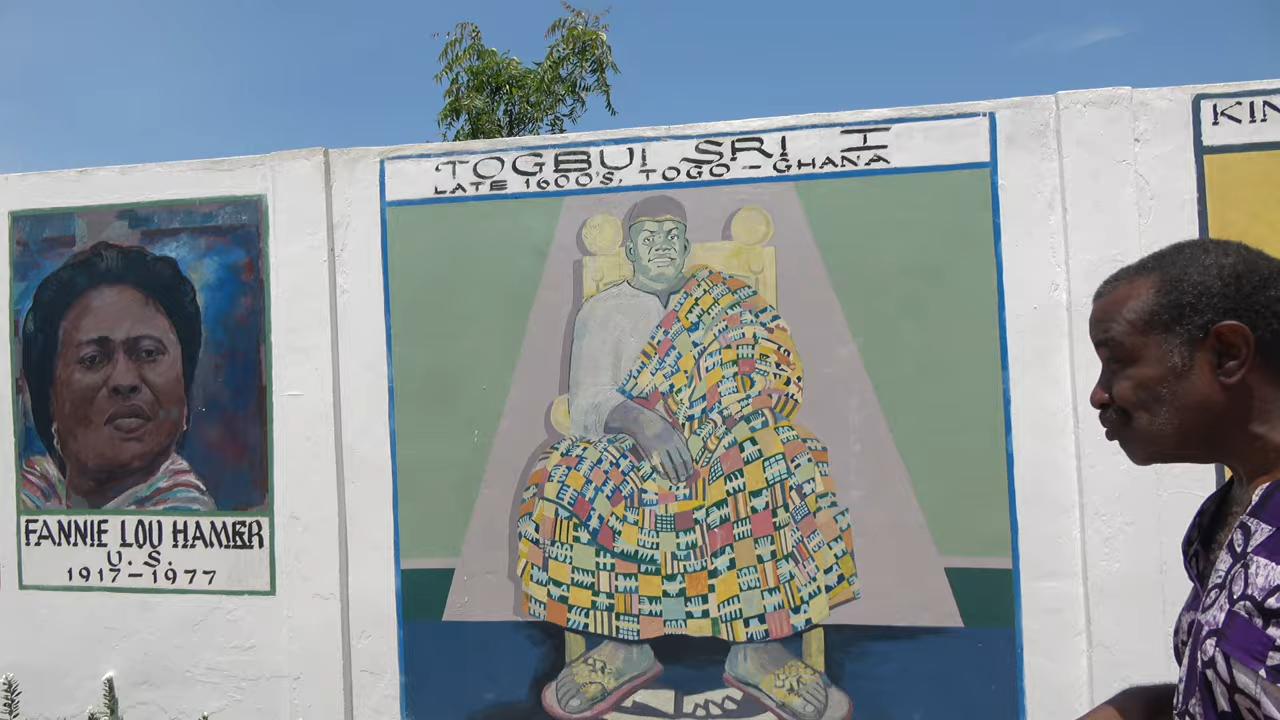 FANNIE LOU HAMER
U.S.
1917-1977
TOGBUI SRI I
LATE 1600'S, TOGO - GHANA
KIN